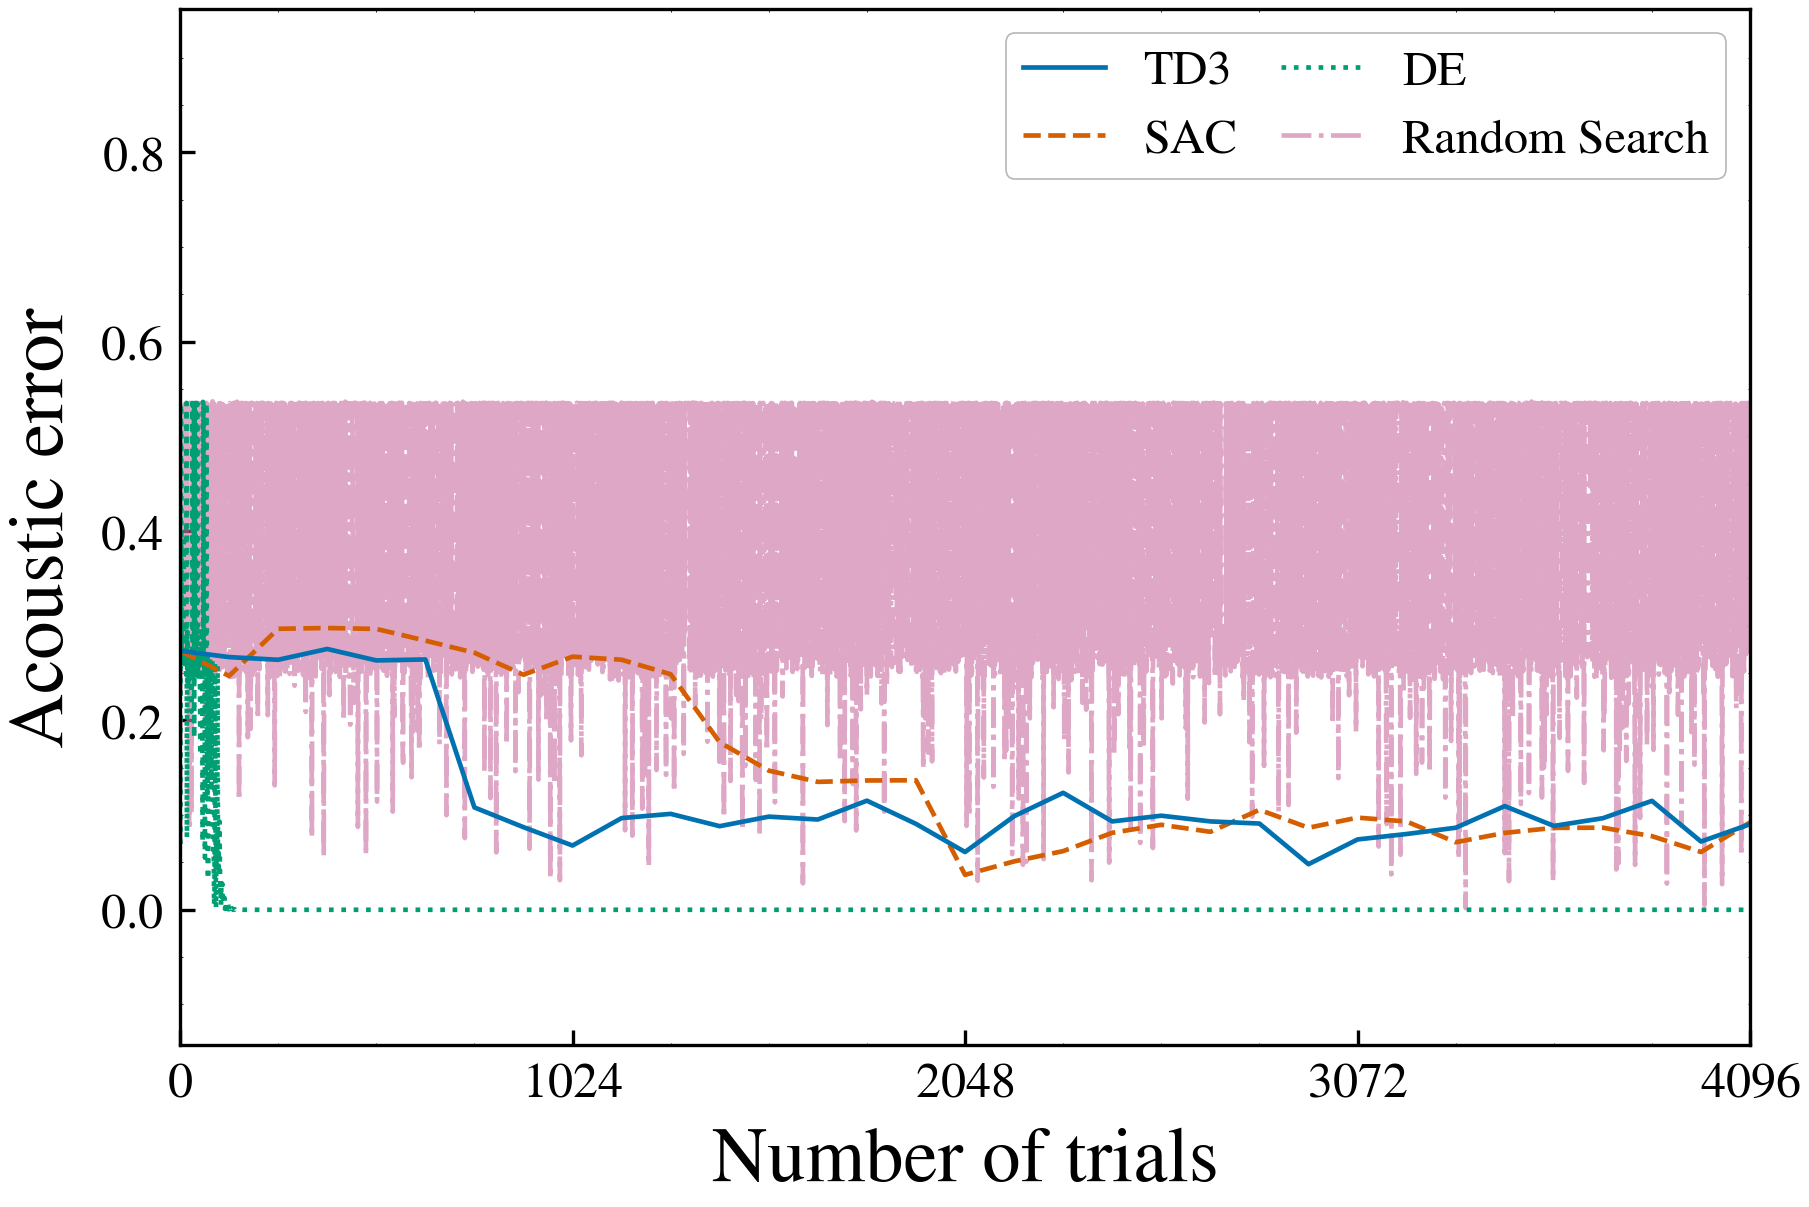 TD3
SAC
DE
Random Search
Acoustic error
0.8
0.6
0.4
0.2
0.0
0
1024
2048
3072
4096
Number of trials